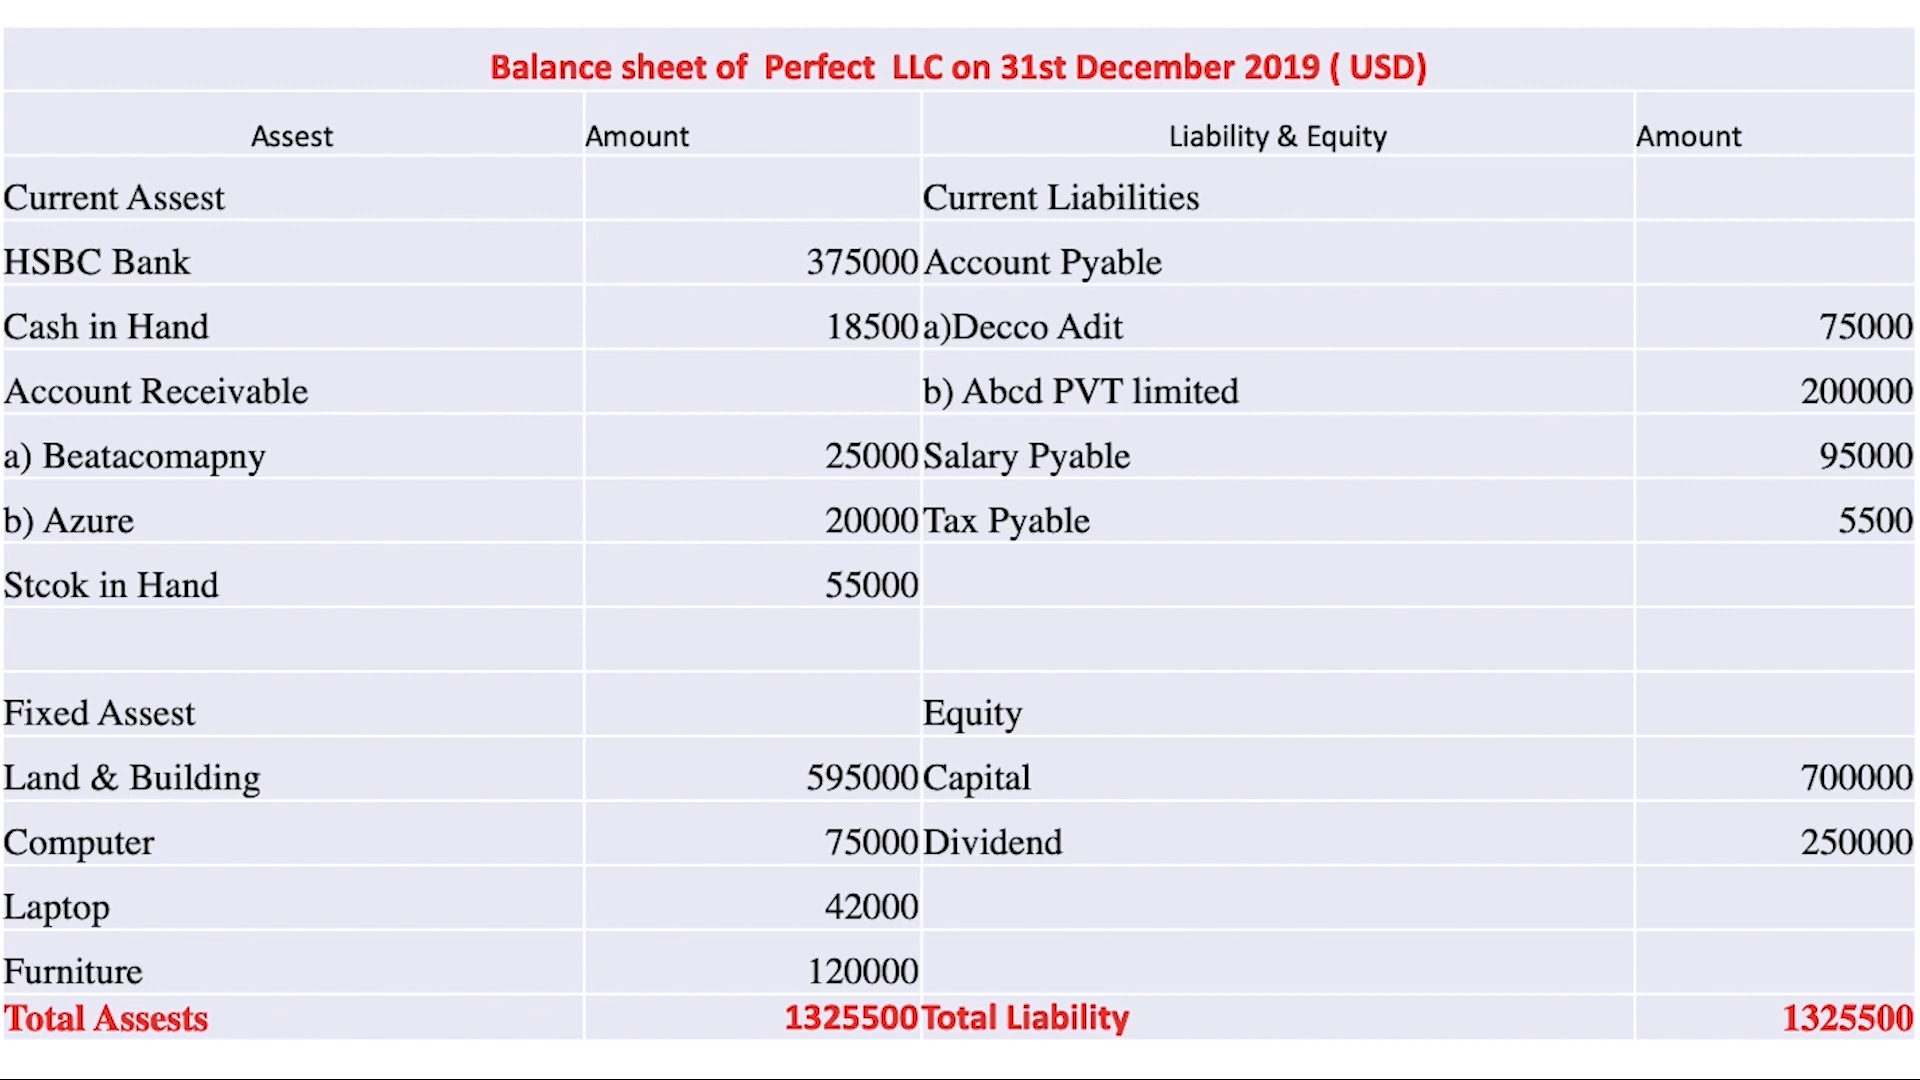 Balance sheet of Perfect LLC on 31st December 2019 ( USD)
Assest Amount Liability & Equity Amount
Current Assest Current Liabilities
HSBC Bank 375000 Account Pyable
Cash in Hand 18500 a)Decco Adit 75000
Account Receivable b) Abcd PVT limited 200000
a) Beatacomapny 25000 Salary Pyable 95000
b) Azure 20000 Tax Pyable 5500
Stcok in Hand 55000
Fixed Assest Equity
Land & Building 595000 Capital 700000
Computer 75000 Dividend 250000
Laptop 42000
Furniture 120000
Total Assests 1325500 Total Liability 1325500